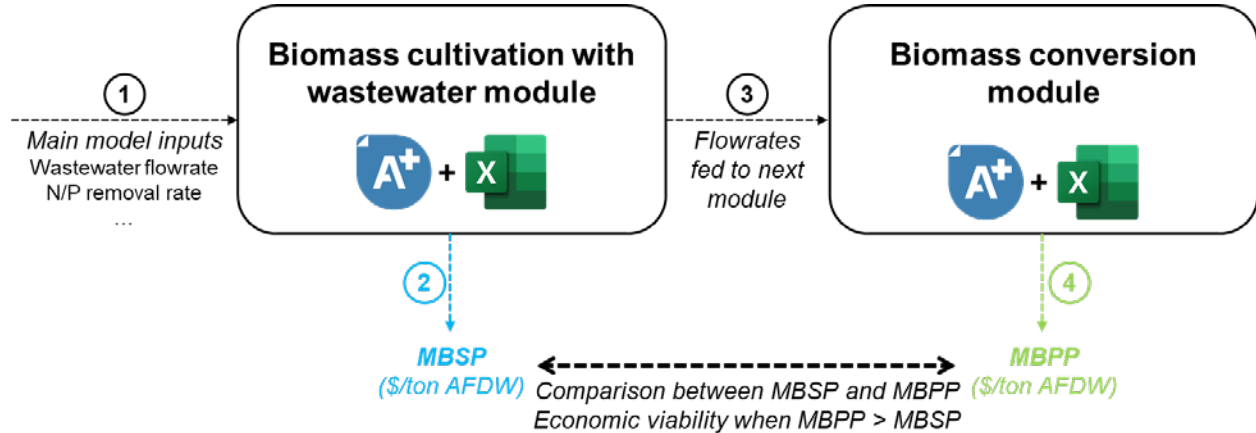 Biomass cultivation with
wastewater module
A+
+
X
1
Main model inputs
Wastewater flowrate
N/P removal rate
...
3
Flowrates
fed to next
module
Biomass conversion
module
A+
+
X
2
MBSP
($/ton AFDW)
4
MBPP
($/ton AFDW)
Comparison between MBSP and MBPP
Economic viability when MBPP > MBSP